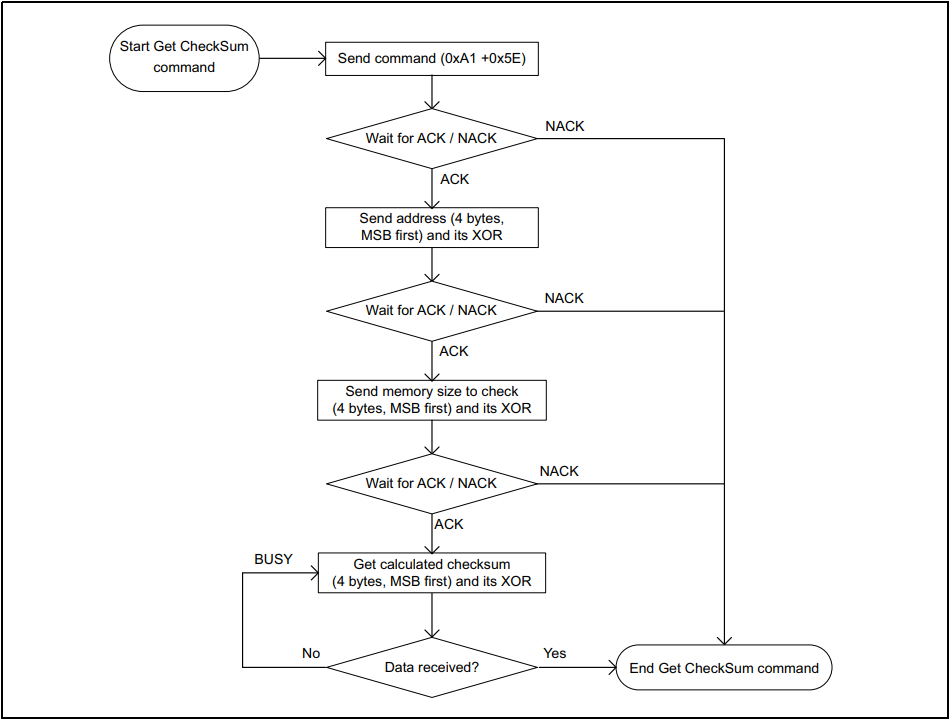 Start Get CheckSum
command
Send command (0xA1 +0x5E)
Wait for ACK / NACK
NACK
ACK
Send address (4 bytes,
MSB first) and its XOR
Wait for ACK / NACK
NACK
ACK
Send memory size to check
(4 bytes, MSB first) and its XOR
Wait for ACK / NACK
NACK
ACK
BUSY
Get calculated checksum
(4 bytes, MSB first) and its XOR
No
Data received?
Yes
End Get CheckSum command